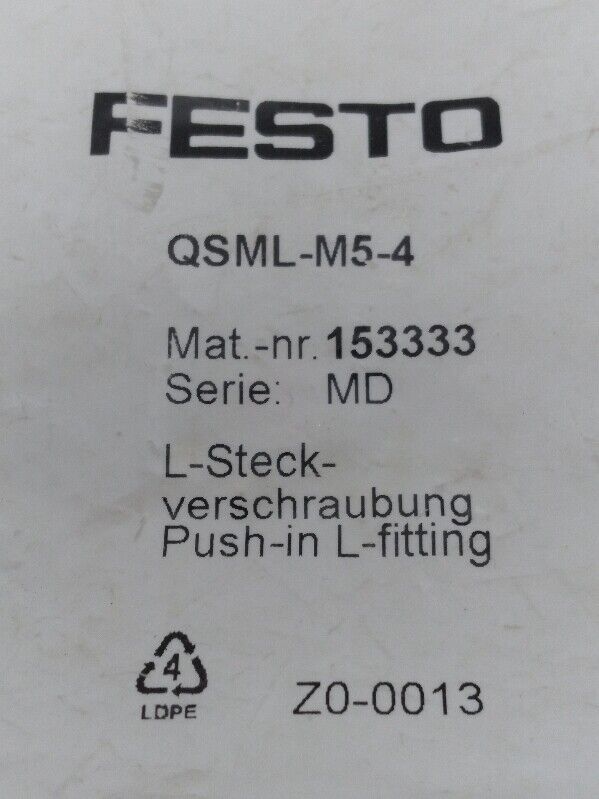 FESTO
QSML-M5-4
Mat.-nr. 153333
Serie: MD
L-Steck-
verschraubung
Push-in L-fitting
4
LDPE
Z0-0013